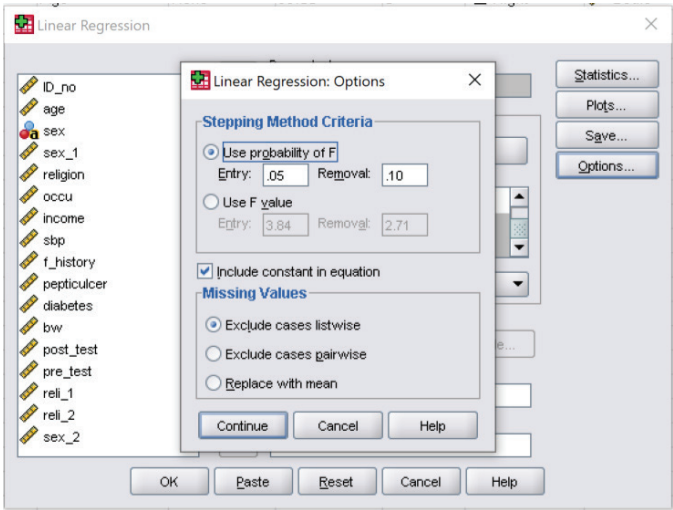 Linear Regression
ID_no
age
sex
sex_1
religion
occu
income
sbp
f_history
pepticulcer
diabetes
bw
post_test
pre_test
reli_1
reli_2
sex_2
Linear Regression: Options
Stepping Method Criteria
Use probability of F
Entry: .05 Removal: .10
Use F value
Entry: 3.84 Removal: 2.71
Include constant in equation
Missing Values
Exclude cases listwise
Exclude cases pairwise
Replace with mean
Continue Cancel Help
Statistics...
Plots...
Save...
Options...
e...
OK Paste Reset Cancel Help